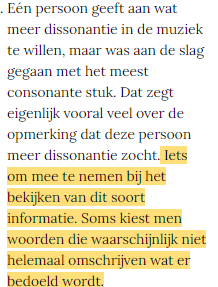 . Eén persoon geeft aan wat
meer dissonantie in de muziek
te willen, maar was aan de slag
gegaan met het meest
consonante stuk. Dat zegt
eigenlijk vooral veel over de
opmerking dat deze persoon
meer dissonantie zocht. Iets
om mee te nemen bij het
bekijken van dit soort
informatie. Soms kiest men
woorden die waarschijnlijk niet
helemaal omschrijven wat er
bedoeld wordt.